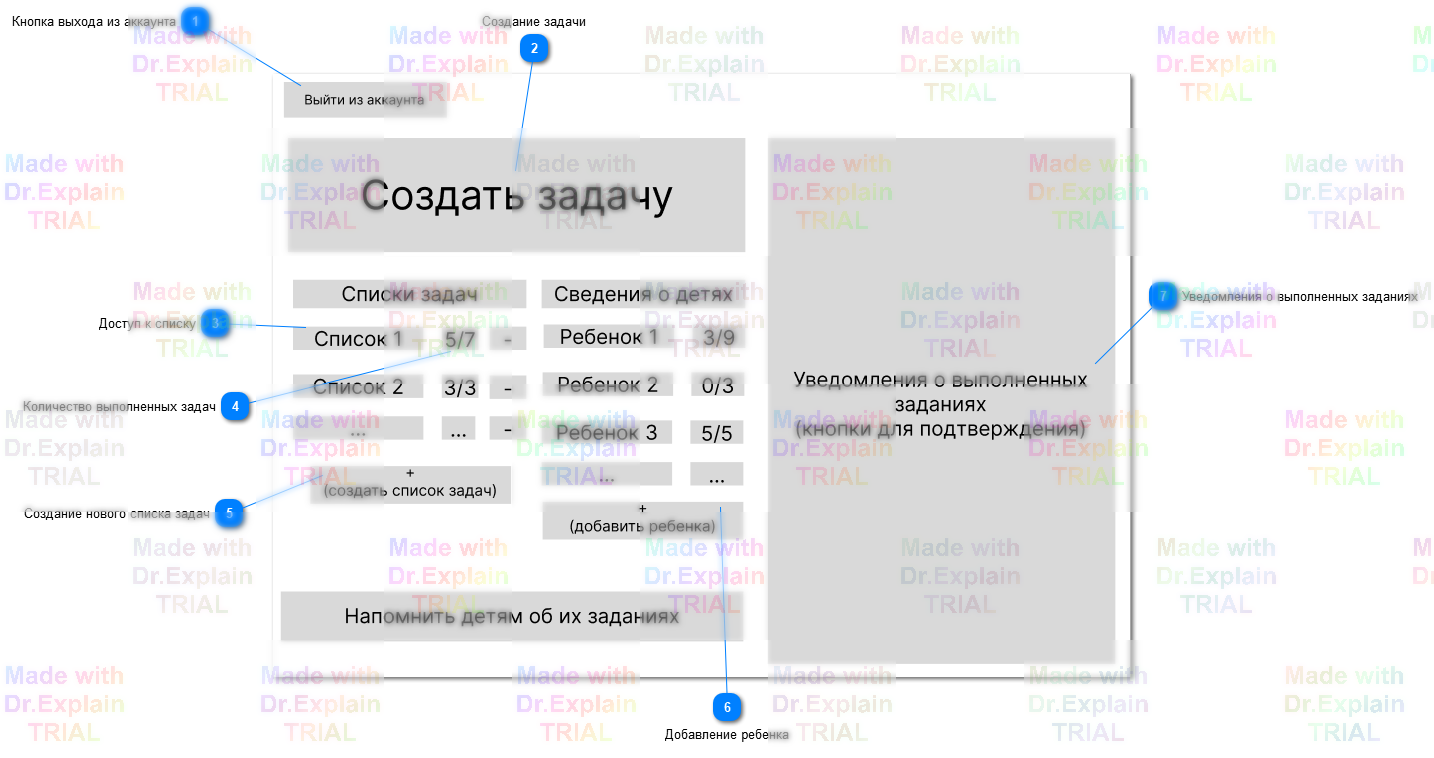 Кнопка выхода из аккаунта
1
Создание задачи
2
Выйти из аккаунта
Создать задачу
Списки задач
Сведения о детях
Доступ к списку
3
Список 1
5/7
-
Ребенок 1
3/9
7
Уведомления о выполненных заданиях
Список 2
3/3
-
Ребенок 2
0/3
Количество выполненных задач
4
...
...
-
Ребенок 3
5/5
Уведомления о выполненных
заданиях
(кнопки для подтверждения)
...
...
+
(создать список задач)
Создание нового списка задач
5
+
(добавить ребенка)
Напомнить детям об их заданиях
6
Добавление ребенка
Made with
Dr.Explain
TRIAL